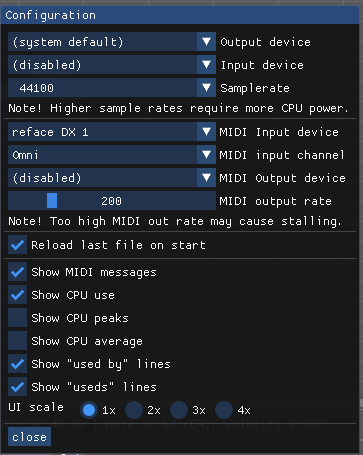 Configuration
(system default) Output device
(disabled) Input device
44100 Samplerate
Note! Higher sample rates require more CPU power.
reface DX 1 MIDI Input device
Omni MIDI input channel
(disabled) MIDI Output device
200 MIDI output rate
Note! Too high MIDI out rate may cause stalling.
Reload last file on start
Show MIDI messages
Show CPU use
Show CPU peaks
Show CPU average
Show "used by" lines
Show "useds" lines
UI scale 1x 2x 3x 4x
close